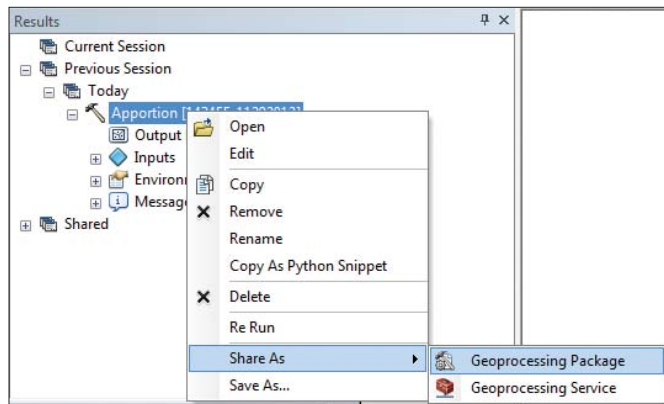 Results
Current Session
Previous Session
Today
Apportion
Output
Inputs
Messag
Shared
Open
Edit
Copy
Remove
Rename
Copy As Python Snippet
Delete
Re Run
Share As
Save As...
Geoprocessing Package
Geoprocessing Service